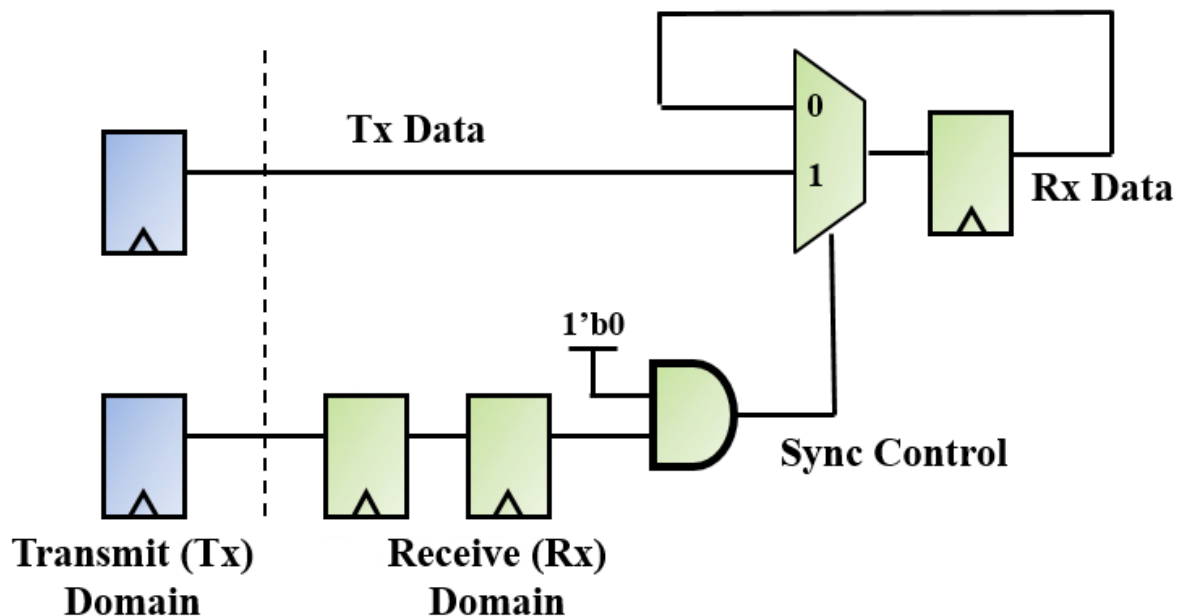 0
Tx Data
1
Rx Data
1’b0
Sync Control
Transmit (Tx)
Domain
Receive (Rx)
Domain